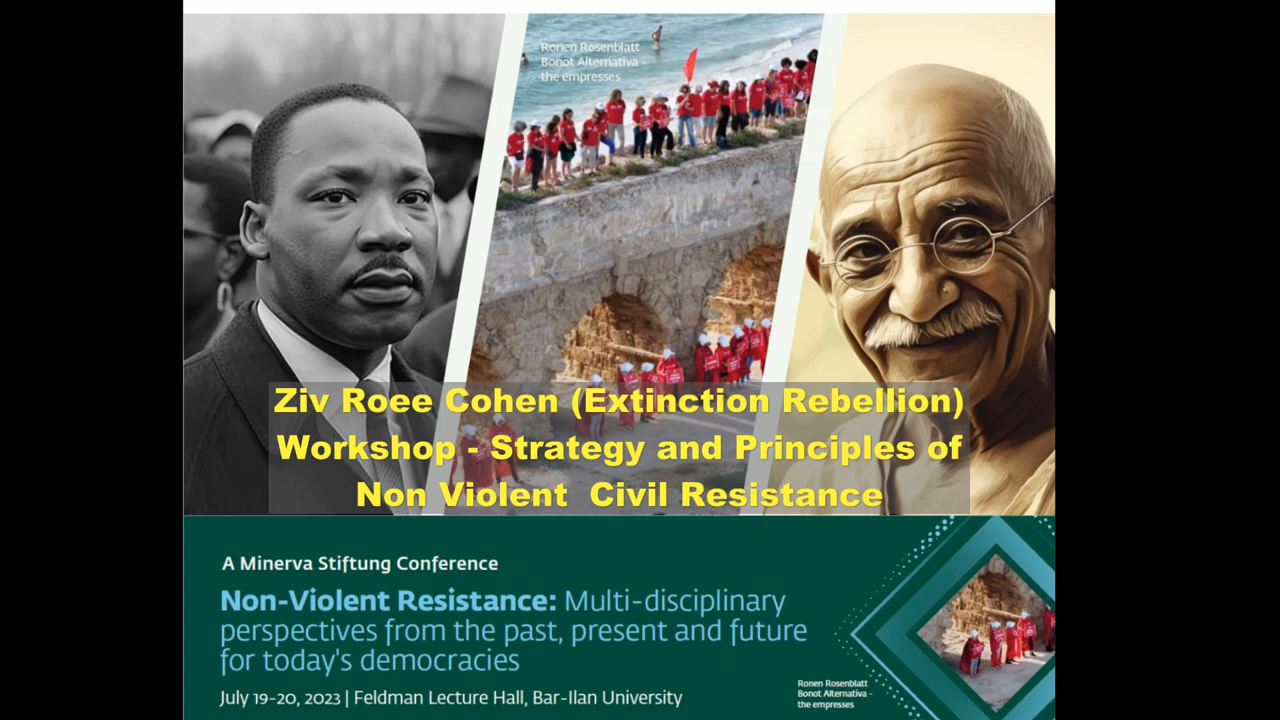 Ronen Rosenblatt
Bonot Alternativa -
the empresses
Ziv Roee Cohen (Extinction Rebellion)
Workshop - Strategy and Principles of
Non Violent  Civil Resistance
A Minerva Stiftung Conference
Non-Violent Resistance: Multi-disciplinary
perspectives from the past, present and future
for today's democracies
July 19-20, 2023 | Feldman Lecture Hall, Bar-Ilan University
Ronen Rosenblatt
Bonot Alternativa -
the empresses